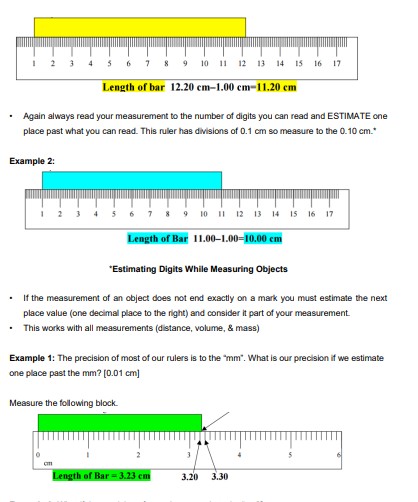 1 2 3 4 5 6 7 8 9 10 11 12 13 14 15 16 17
Length of bar 12.20 cm–1.00 cm=11.20 cm
• Again always read your measurement to the number of digits you can read and ESTIMATE one
place past what you can read. This ruler has divisions of 0.1 cm so measure to the 0.10 cm.*
Example 2:
1 2 3 4 5 6 7 8 9 10 11 12 13 14 15 16 17
Length of Bar 11.00–1.00=10.00 cm
*Estimating Digits While Measuring Objects
• If the measurement of an object does not end exactly on a mark you must estimate the next
place value (one decimal place to the right) and consider it part of your measurement.
• This works with all measurements (distance, volume, & mass)
Example 1: The precision of most of our rulers is to the "mm". What is our precision if we estimate
one place past the mm? [0.01 cm]
Measure the following block.
0 1 2 3 4 5 6
cm
Length of Bar = 3.23 cm 3.20 3.30